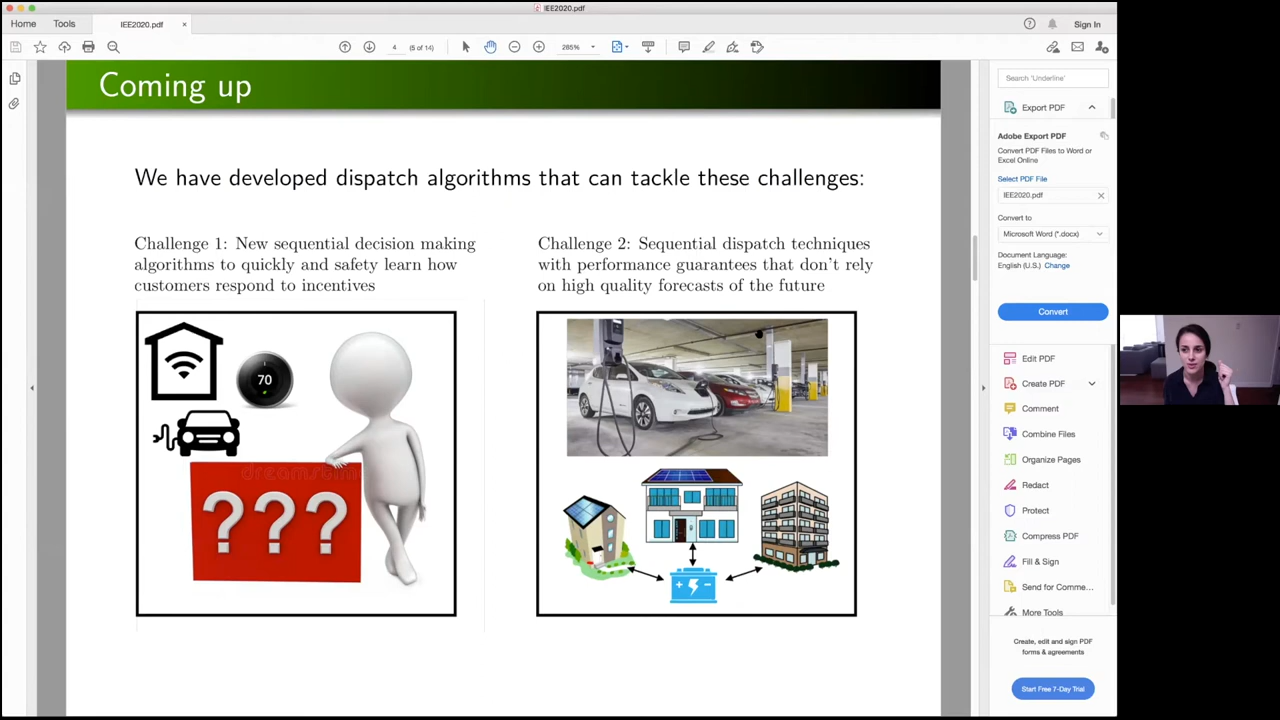 IEE2020.pdf
Home
Tools
IEE2020.pdf ×
Sign In
4 (5 of 14)
265%
Coming up
We have developed dispatch algorithms that can tackle these challenges:
Challenge 1: New sequential decision making
algorithms to quickly and safety learn how
customers respond to incentives
70
dreamstime
???
Challenge 2: Sequential dispatch techniques
with performance guarantees that don't rely
on high quality forecasts of the future
+ −
Search 'Underline'
Export PDF
Adobe Export PDF
Convert PDF Files to Word or
Excel Online
Select PDF File
IEE2020.pdf ×
Convert to
Microsoft Word (*.docx)
Document Language:
English (U.S.) Change
Convert
Edit PDF
Create PDF
Comment
Combine Files
Organize Pages
Redact
Protect
Compress PDF
Fill & Sign
Send for Comme...
More Tools
Create, edit and sign PDF
forms & agreements
Start Free 7-Day Trial